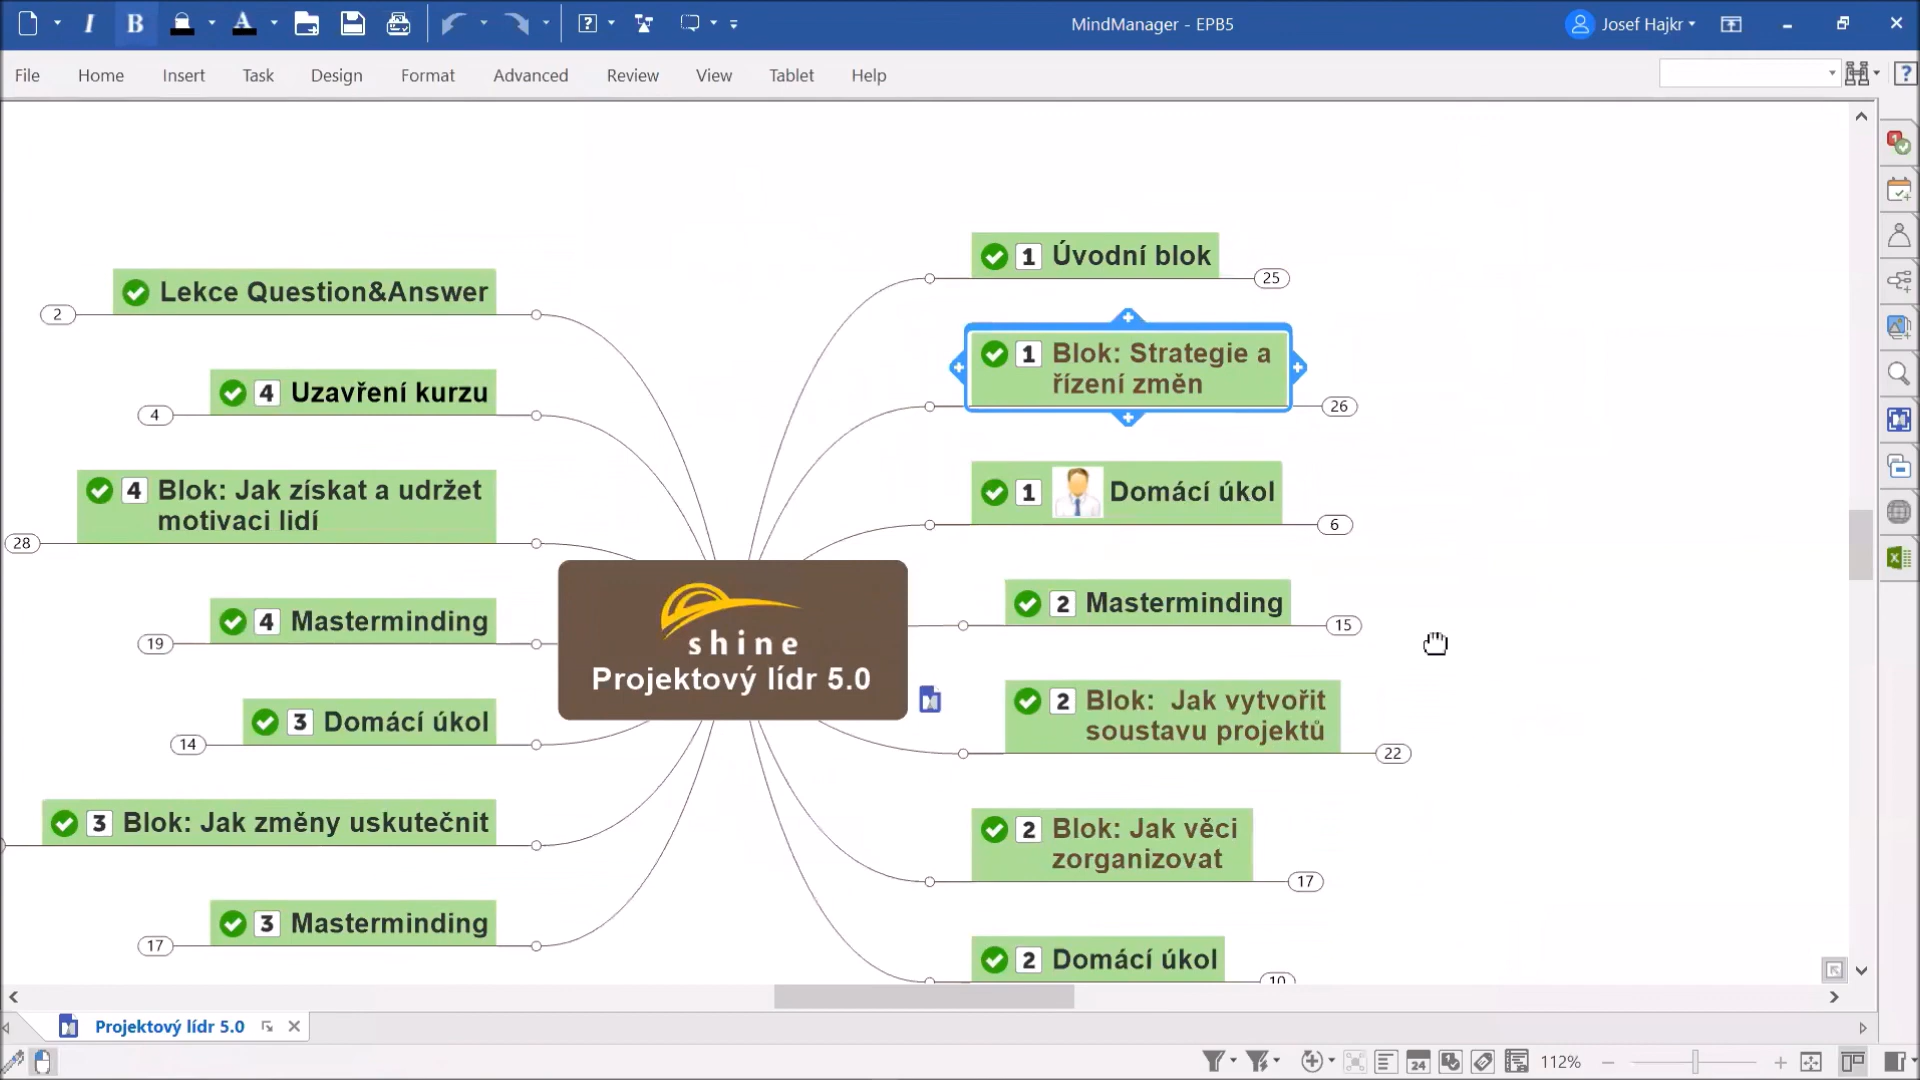 I B A
MindManager - EPB5
Josef Hajkr
File Home Insert Task Design Format Advanced Review View Tablet Help
1 Úvodní blok
25
Lekce Question&Answer
2
1 Blok: Strategie a
řízení změn
26
4 Uzavření kurzu
4
1 Domácí úkol
6
4 Blok: Jak získat a udržet
motivaci lidí
28
2 Masterminding
15
4 Masterminding
19
shine
Projektový lídr 5.0
2 Blok: Jak vytvořit
soustavu projektů
22
3 Domácí úkol
14
3 Blok: Jak změny uskutečnit
2 Blok: Jak věci
zorganizovat
17
3 Masterminding
17
2 Domácí úkol
10
Projektový lídr 5.0
24
112%